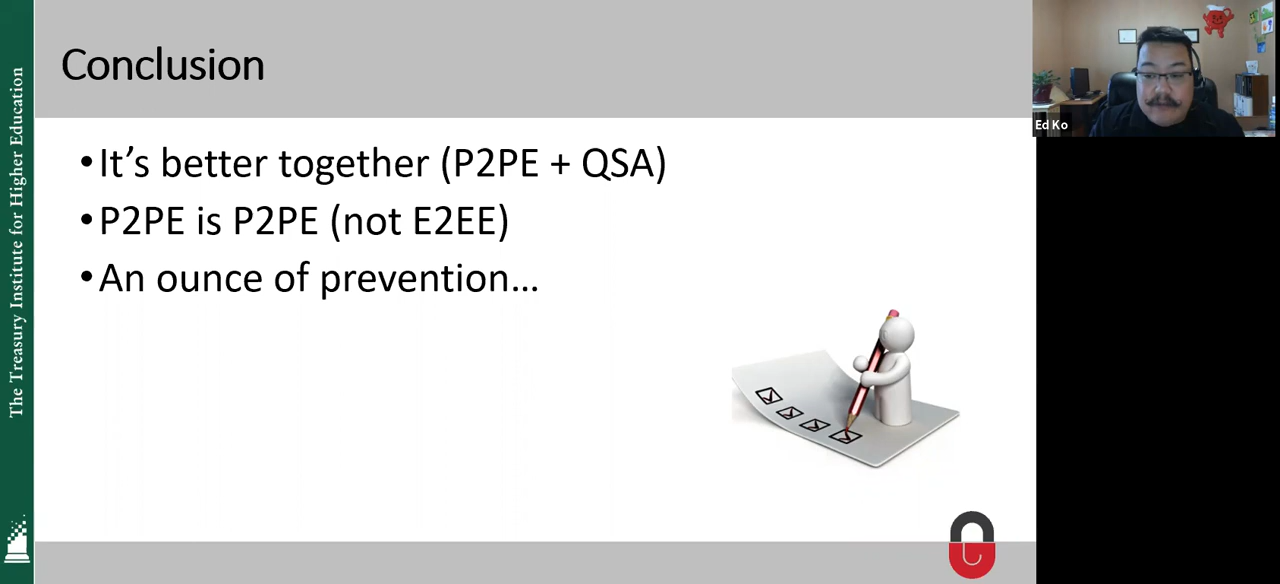 Conclusion
•It’s better together (P2PE + QSA)
•P2PE is P2PE (not E2EE)
•An ounce of prevention...
The Treasury Institute for Higher Education
Ed Ko